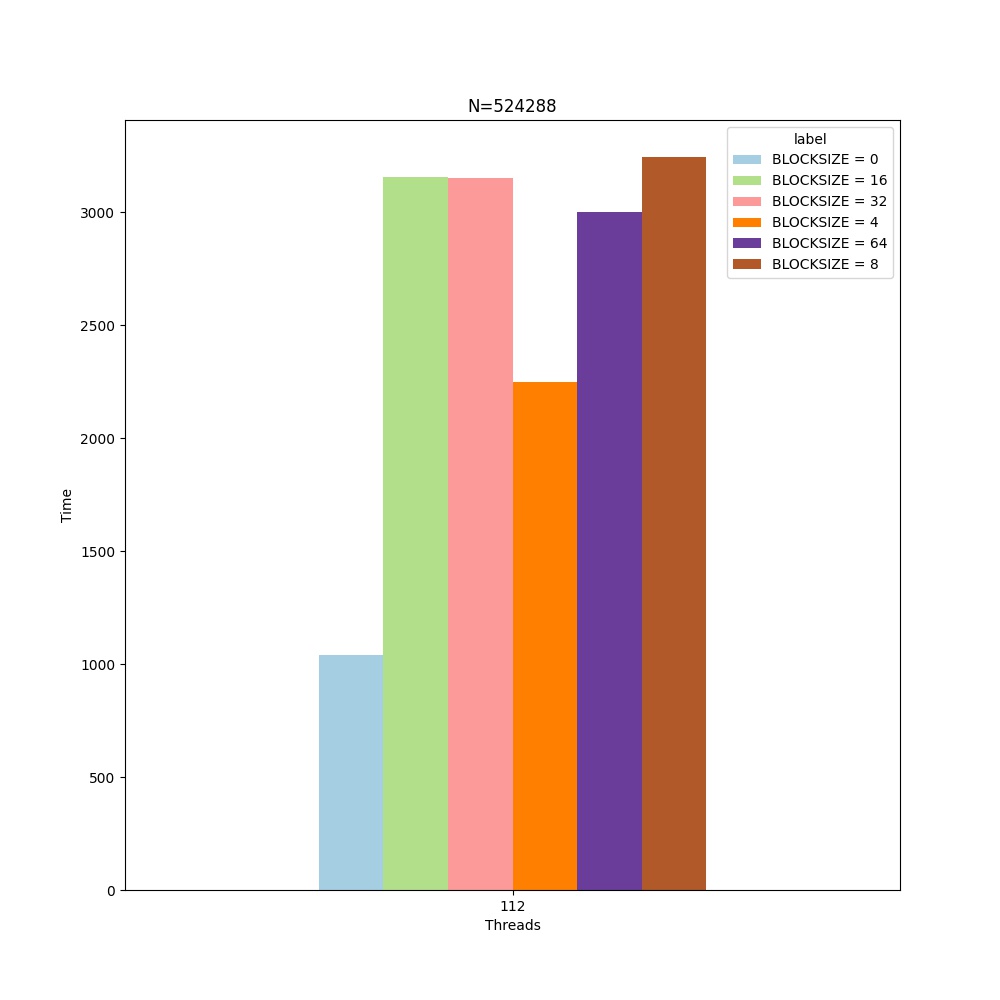 N=524288
label
BLOCKSIZE = 0
BLOCKSIZE = 16
BLOCKSIZE = 32
BLOCKSIZE = 4
BLOCKSIZE = 64
BLOCKSIZE = 8
3000
2500
2000
1500
1000
500
0
Time
112
Threads